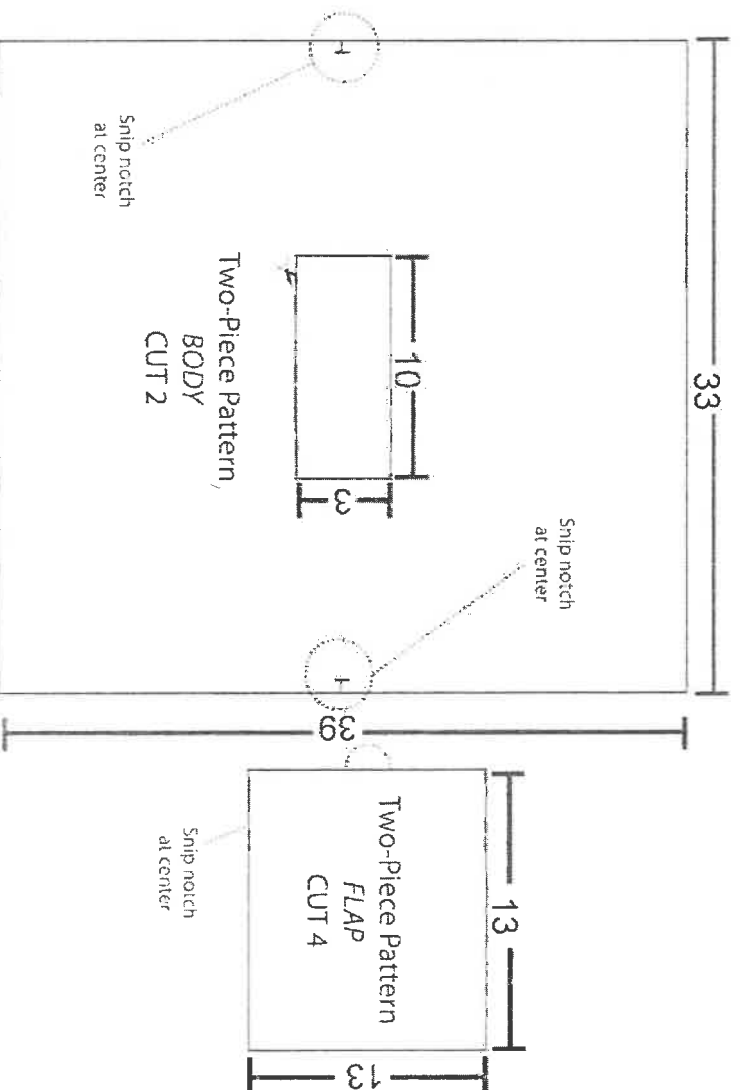 33
Snip notch
at center
10
3
Two-Piece Pattern,
BODY
CUT 2
Snip notch
at center
39
13
Two-Piece Pattern
FLAP
CUT 4
13
Snip notch
at center